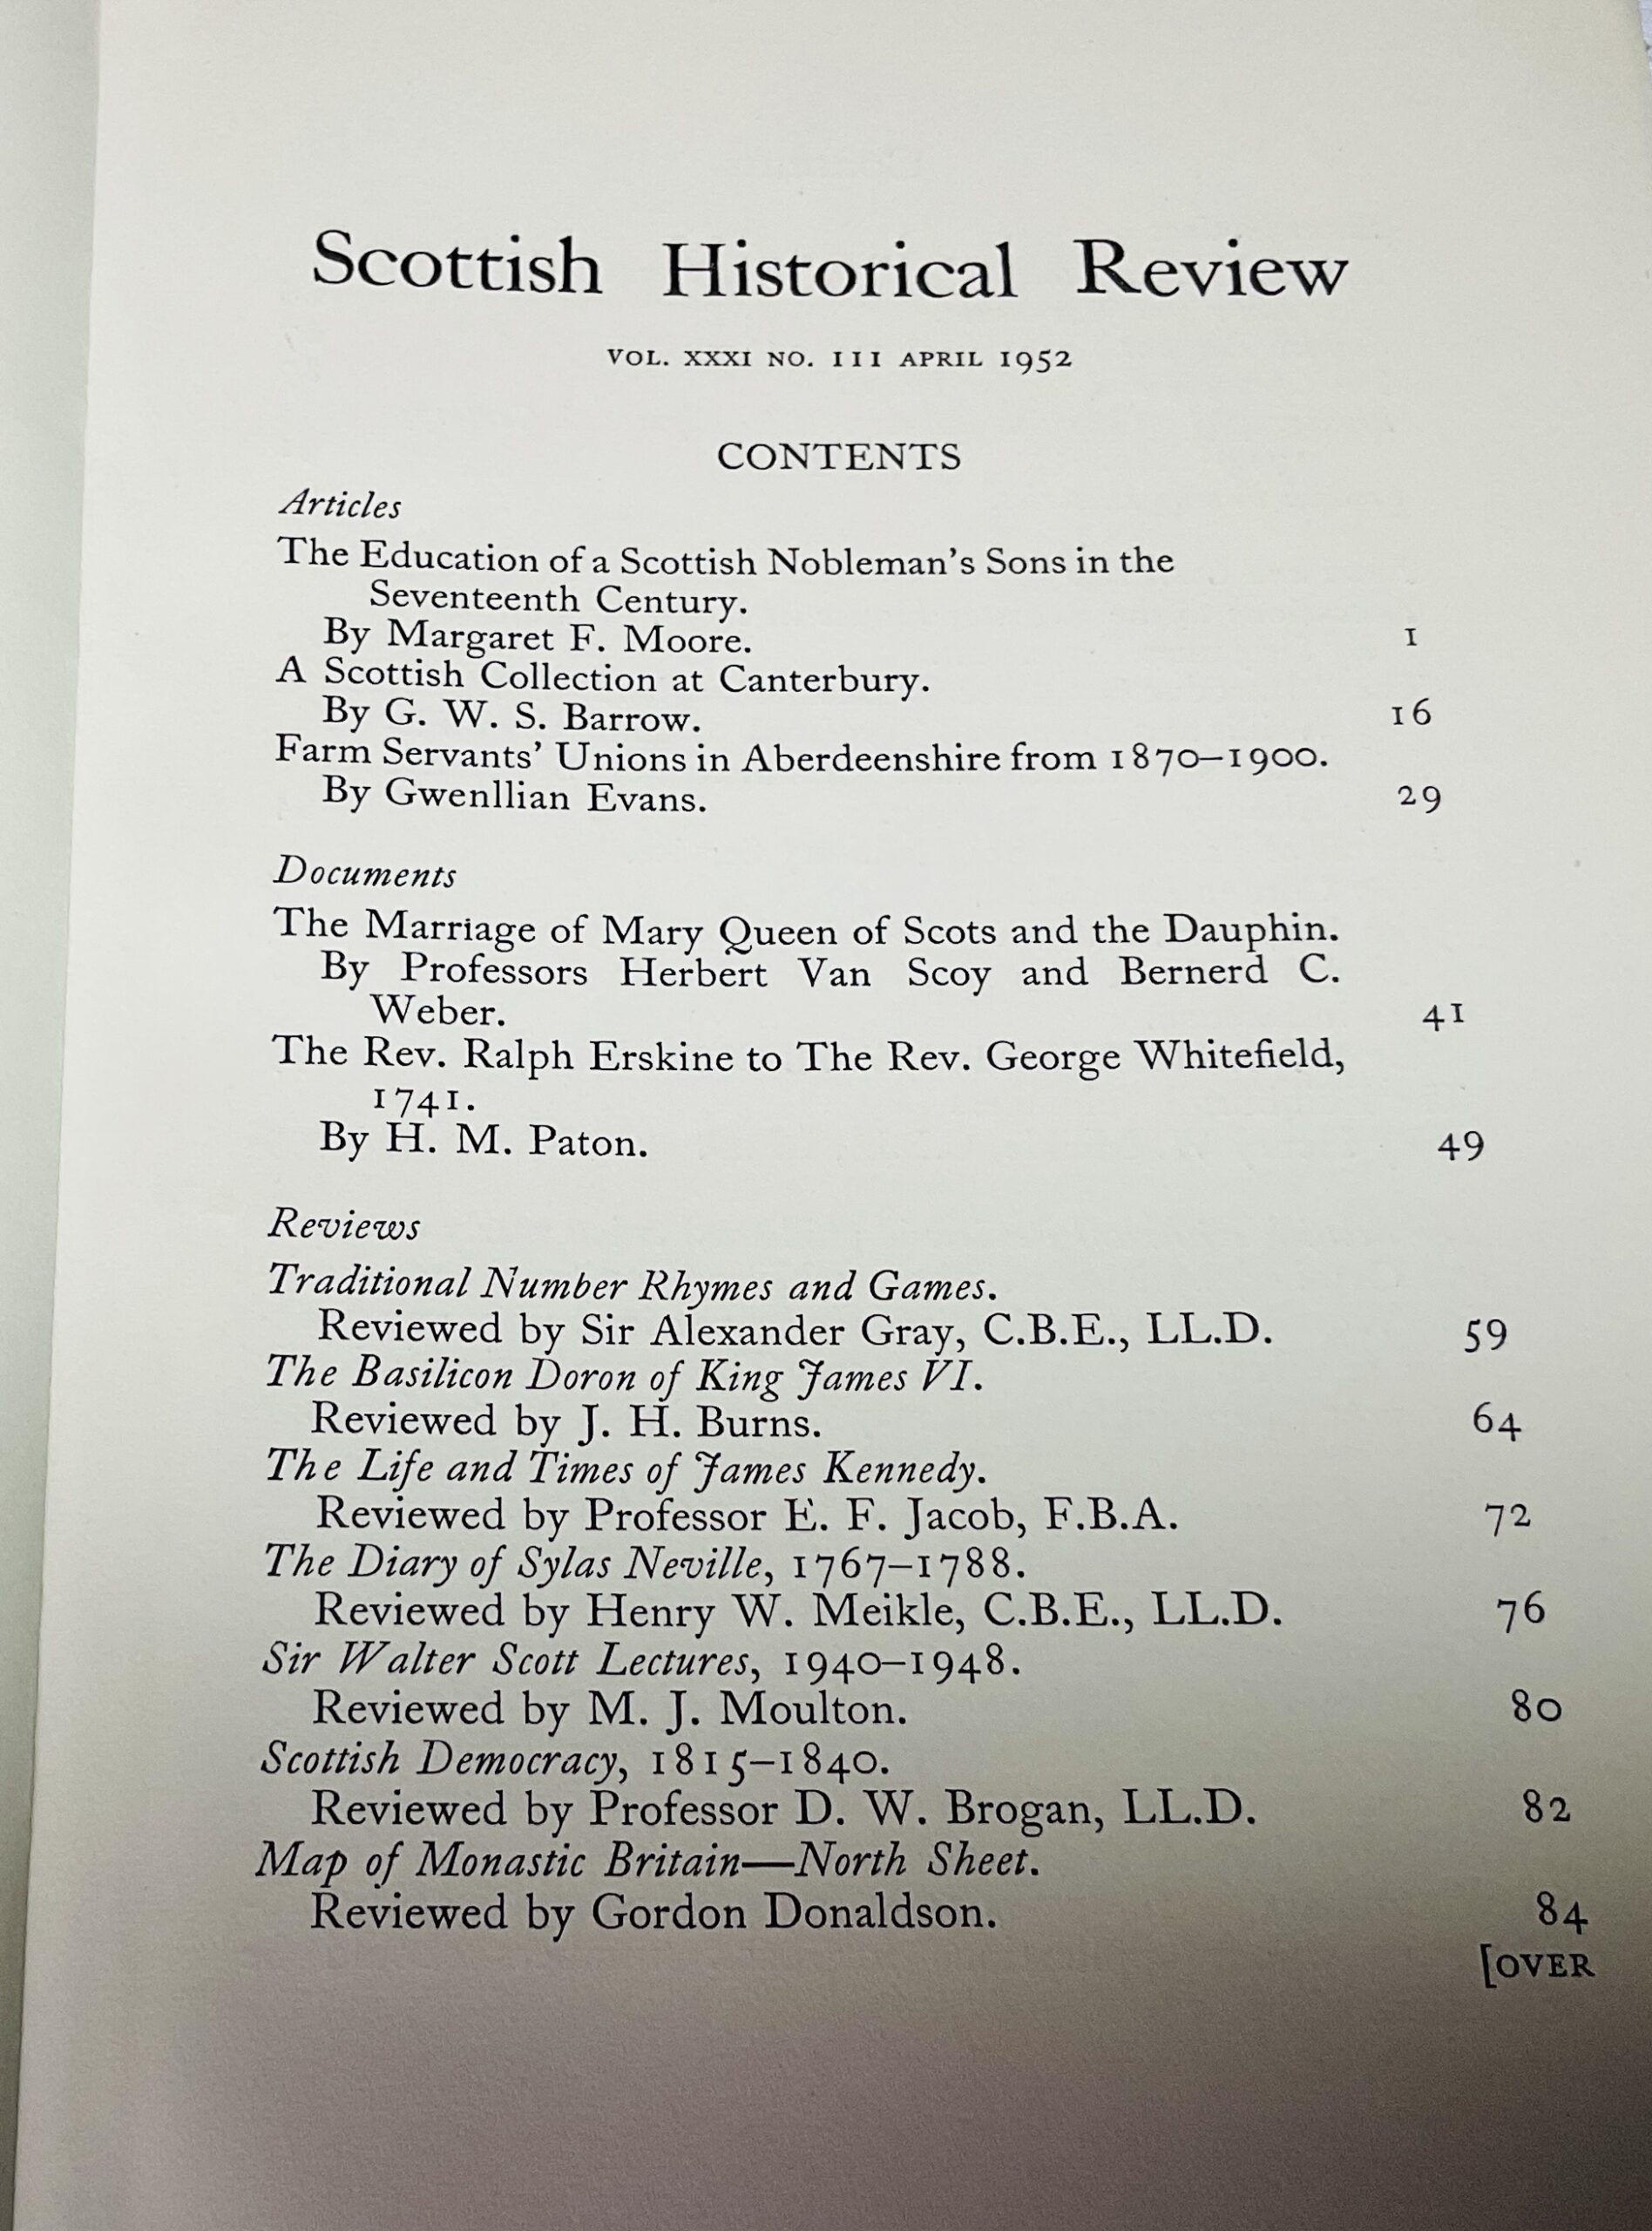 Scottish Historical Review
VOL. XXXI NO. 111 APRIL 1952
CONTENTS
Articles
The Education of a Scottish Nobleman's Sons in the
Seventeenth Century.
By Margaret F. Moore. 1
A Scottish Collection at Canterbury.
By G. W. S. Barrow. 16
Farm Servants' Unions in Aberdeenshire from 1870–1900.
By Gwenllian Evans. 29
Documents
The Marriage of Mary Queen of Scots and the Dauphin.
By Professors Herbert Van Scoy and Bernerd C.
Weber. 41
The Rev. Ralph Erskine to The Rev. George Whitefield,
1741.
By H. M. Paton. 49
Reviews
Traditional Number Rhymes and Games.
Reviewed by Sir Alexander Gray, C.B.E., LL.D. 59
The Basilicon Doron of King James VI.
Reviewed by J. H. Burns. 64
The Life and Times of James Kennedy.
Reviewed by Professor E. F. Jacob, F.B.A. 72
The Diary of Sylas Neville, 1767–1788.
Reviewed by Henry W. Meikle, C.B.E., LL.D. 76
Sir Walter Scott Lectures, 1940–1948.
Reviewed by M. J. Moulton. 80
Scottish Democracy, 1815–1840.
Reviewed by Professor D. W. Brogan, LL.D. 82
Map of Monastic Britain—North Sheet.
Reviewed by Gordon Donaldson. 84
[OVER